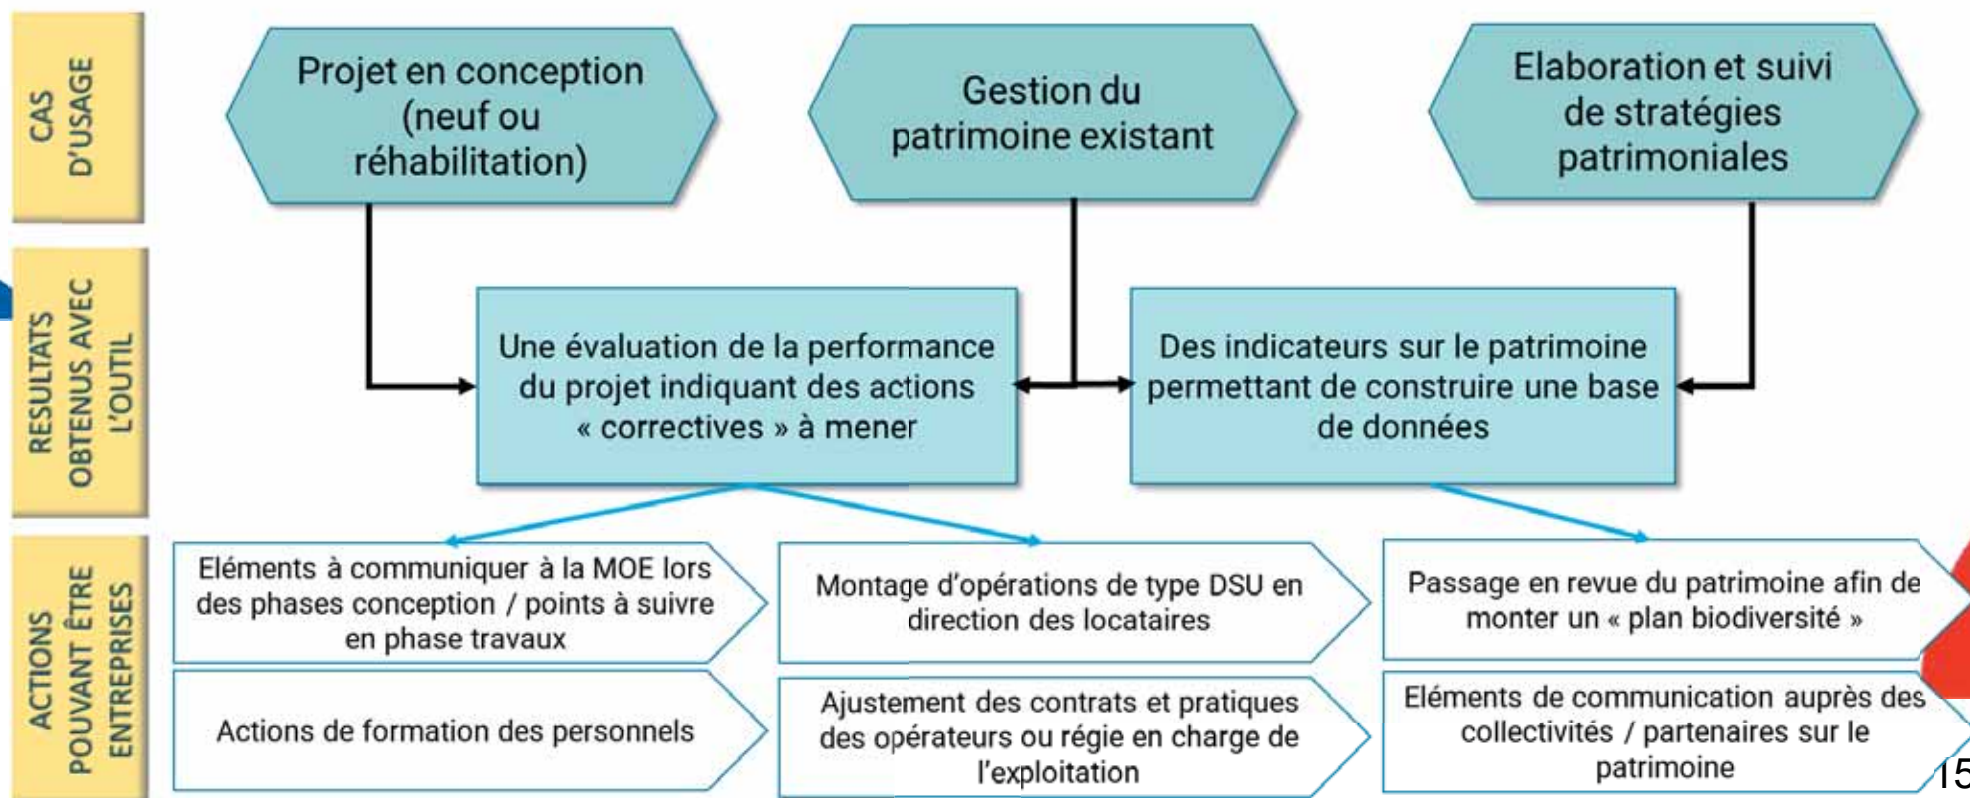 CAS
D'USAGE
Projet en conception
(neuf ou
réhabilitation)
Gestion du
patrimoine existant
Elaboration et suivi
de stratégies
patrimoniales
RESULTATS
OBTENUS AVEC
L'OUTIL
Une évaluation de la performance
du projet indiquant des actions
« correctives » à mener
Des indicateurs sur le patrimoine
permettant de construire une base
de données
ACTIONS
POUVANT ÊTRE
ENTREPRISES
Eléments à communiquer à la MOE lors
des phases conception / points à suivre
en phase travaux
Montage d'opérations de type DSU en
direction des locataires
Passage en revue du patrimoine afin de
monter un « plan biodiversité »
Actions de formation des personnels
Ajustement des contrats et pratiques
des opérateurs ou régie en charge de
l'exploitation
Eléments de communication auprès des
collectivités / partenaires sur le
patrimoine
15